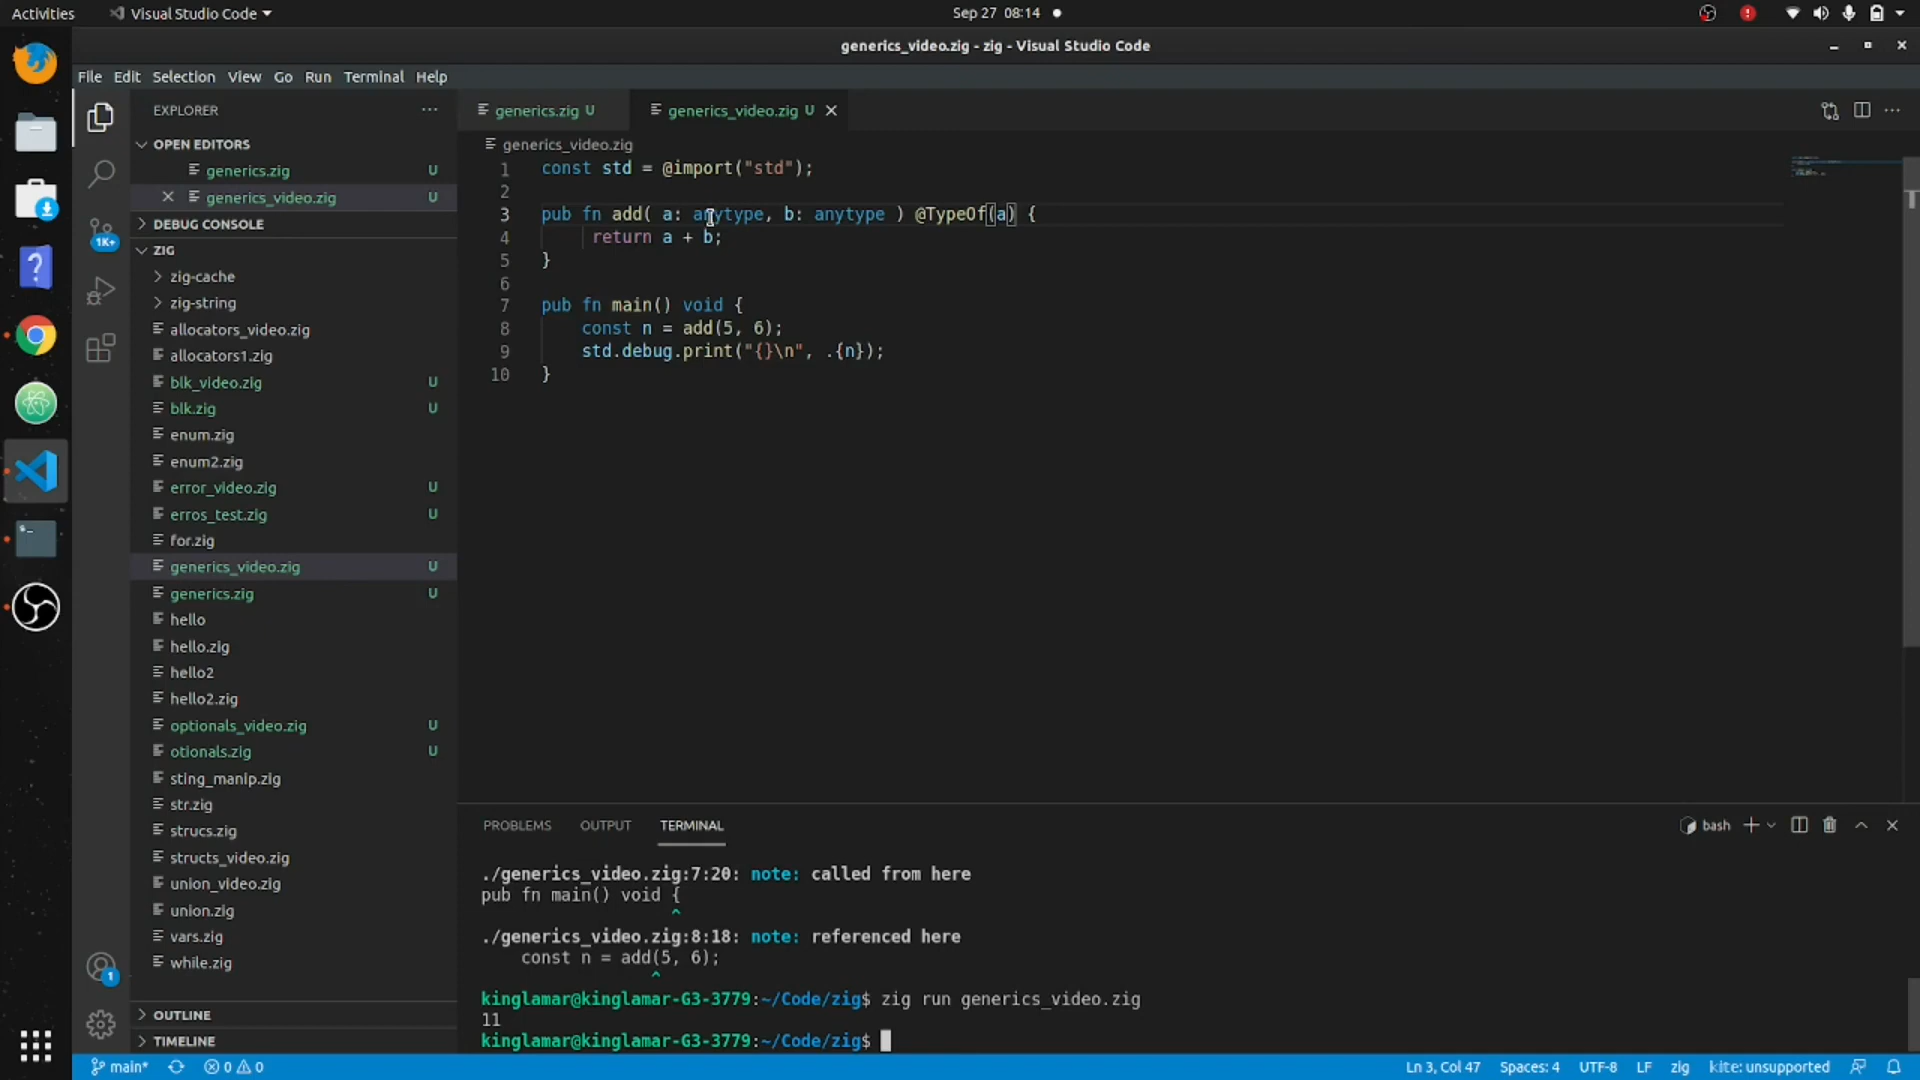 Activities
Visual Studio Code
Sep 27 08:14
generics_video.zig - zig - Visual Studio Code
File Edit Selection View Go Run Terminal Help
EXPLORER
OPEN EDITORS
generics.zig U
generics_video.zig U
DEBUG CONSOLE
1K+
ZIG
zig-cache
zig-string
allocators_video.zig
allocators1.zig
blk_video.zig U
blk.zig U
enum.zig
enum2.zig
error_video.zig U
erros_test.zig U
for.zig
generics_video.zig U
generics.zig U
hello
hello.zig
hello2
hello2.zig
optionals_video.zig U
otionals.zig U
sting_manip.zig
str.zig
strucs.zig
structs_video.zig
union_video.zig
union.zig
vars.zig
while.zig
1
OUTLINE
TIMELINE
generics.zig U
generics_video.zig U
generics_video.zig
1 const std = @import("std");
2
3 pub fn add( a: anytype, b: anytype ) @TypeOf(a) {
4 return a + b;
5 }
6
7 pub fn main() void {
8 const n = add(5, 6);
9 std.debug.print("{}\n", .{n});
10 }
PROBLEMS OUTPUT TERMINAL
bash
./generics_video.zig:7:20: note: called from here
pub fn main() void {
^
./generics_video.zig:8:18: note: referenced here
const n = add(5, 6);
^
kinglamar@kinglamar-G3-3779:~/Code/zig$ zig run generics_video.zig
11
kinglamar@kinglamar-G3-3779:~/Code/zig$
main* 0 0
Ln 3, Col 47 Spaces: 4 UTF-8 LF zig kite: unsupported